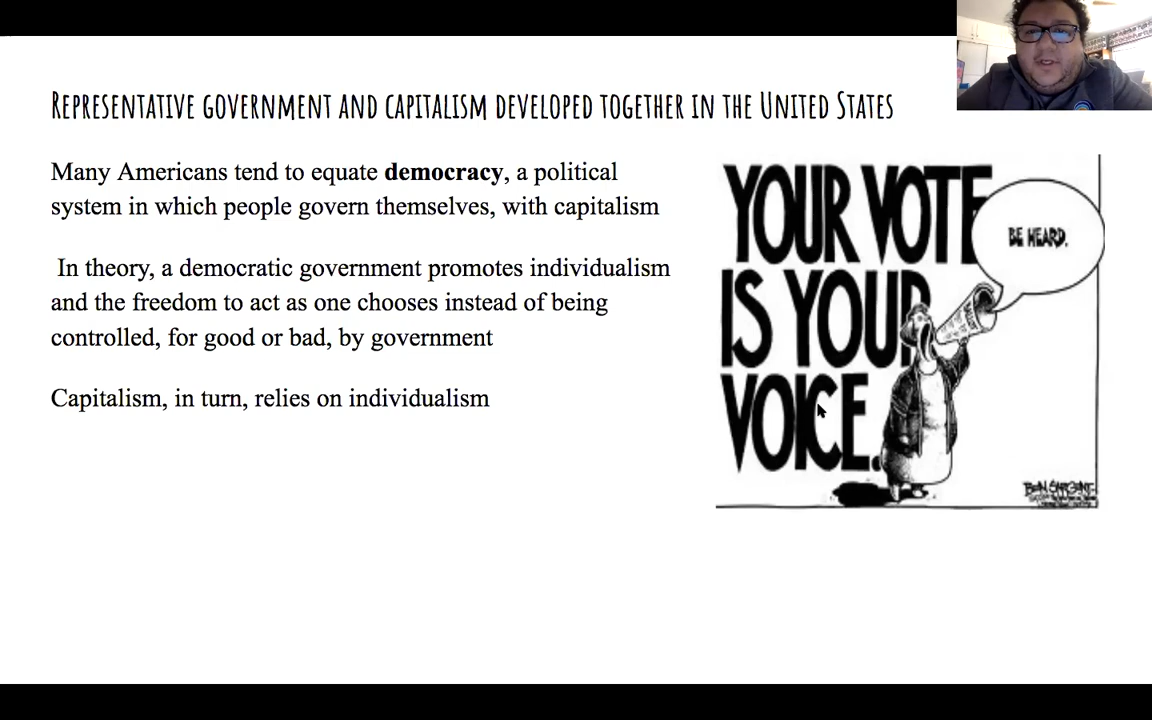 Representative government and capitalism developed together in the United States
Many Americans tend to equate democracy, a political
system in which people govern themselves, with capitalism
In theory, a democratic government promotes individualism
and the freedom to act as one chooses instead of being
controlled, for good or bad, by government
Capitalism, in turn, relies on individualism
YOUR VOTE
IS YOUR
VOICE.
BE HEARD.
BEN SARGENT